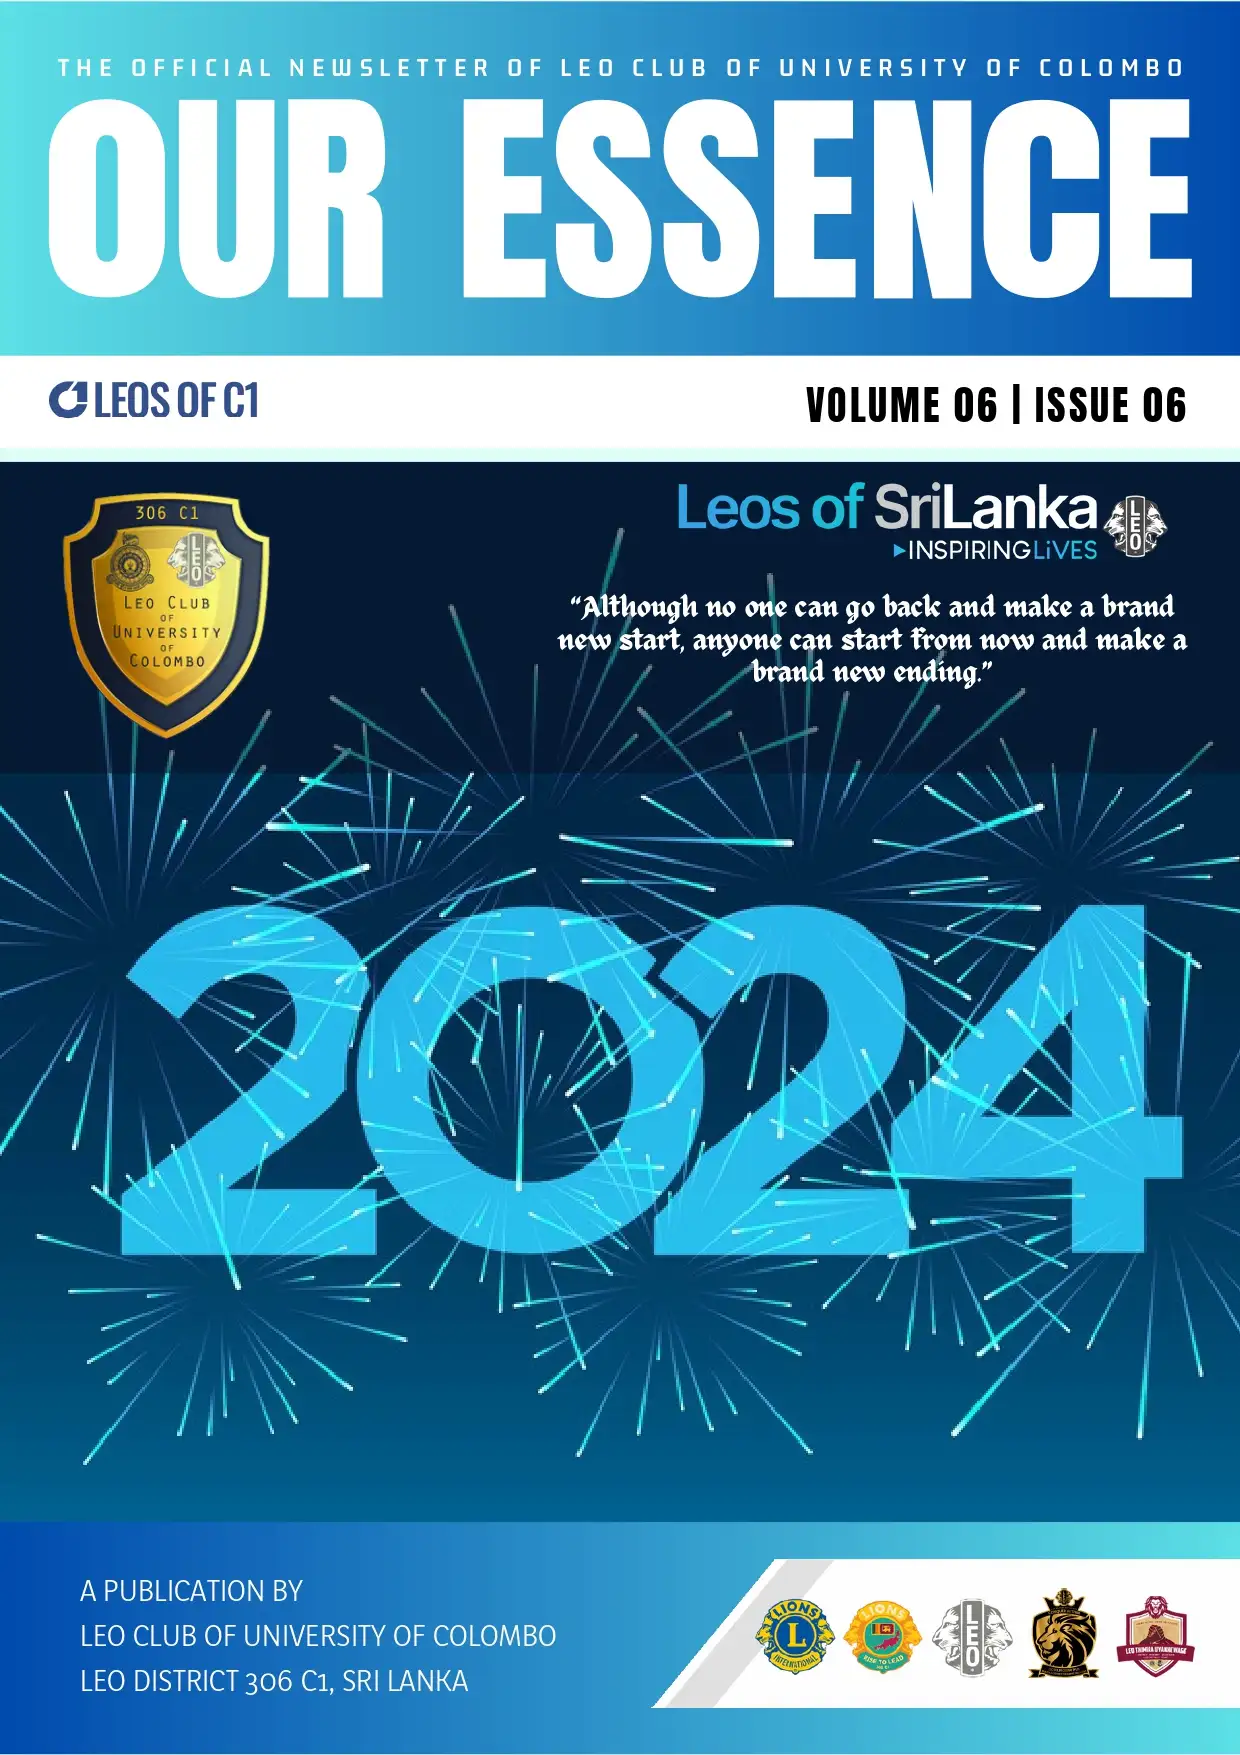 THE OFFICIAL NEWSLETTER OF LEO CLUB OF UNIVERSITY OF COLOMBO
OUR ESSENCE
LEOS OF C1
VOLUME 06 | ISSUE 06
306 C1
LEO
LEO CLUB
OF
UNIVERSITY
OF
COLOMBO
Leos of SriLanka
INSPIRINGLiVES
LEO
“Although no one can go back and make a brand
new start, anyone can start from now and make a
brand new ending.”
2024
A PUBLICATION BY
LEO CLUB OF UNIVERSITY OF COLOMBO
LEO DISTRICT 306 C1, SRI LANKA
LIONS
L
INTERNATIONAL
LIONS
RISE TO LEAD
LEO
LEO THIMIRA UYANHEWAGE